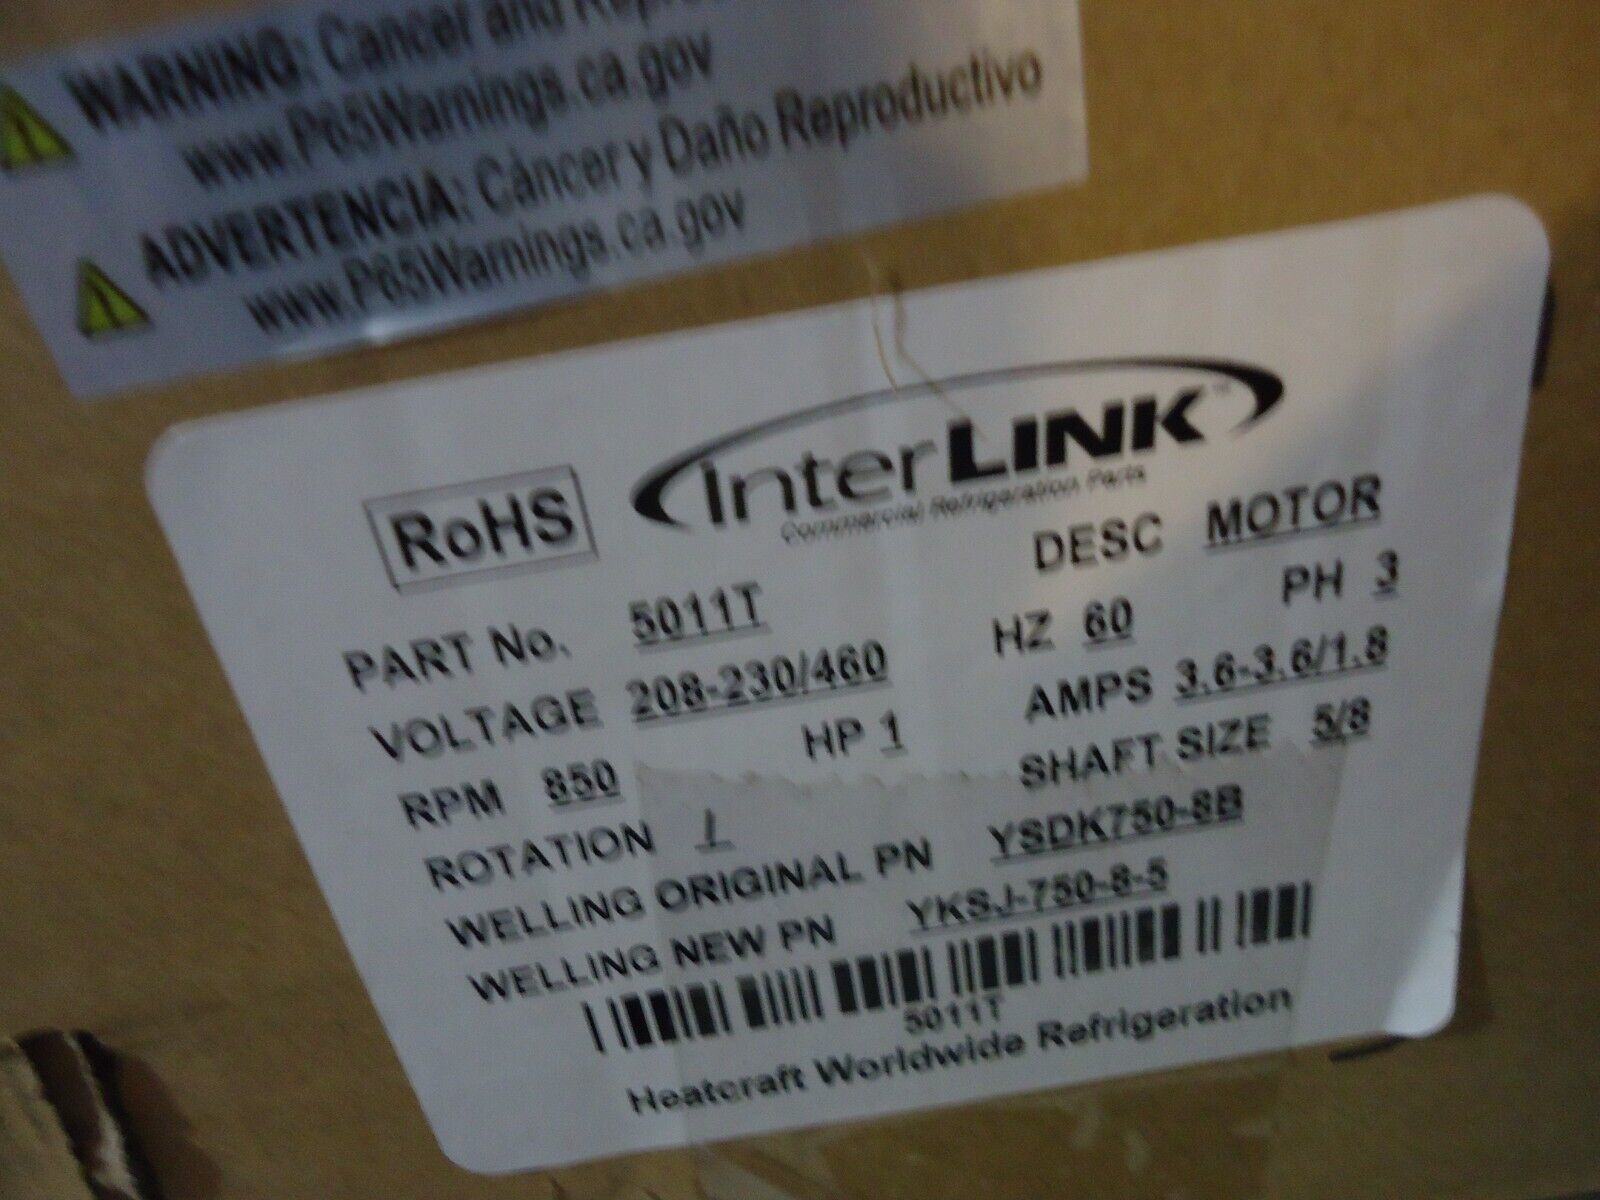 WARNING: Cancer and
www.P65Warnings.ca.gov
ADVERTENCIA: Cáncer y Daño Reproductivo
www.P65Warnings.ca.gov
RoHS
InterLINK™
Commercial Refrigeration Parts
DESC MOTOR
PART No. 5011T
HZ 60 PH 3
VOLTAGE 208-230/460
AMPS 3.6-3.6/1.8
RPM 850 HP 1
SHAFT SIZE 5/8
ROTATION /
WELLING ORIGINAL PN YSDK750-8B
WELLING NEW PN YKSJ-750-8-5
5011T
Heatcraft Worldwide Refrigeration